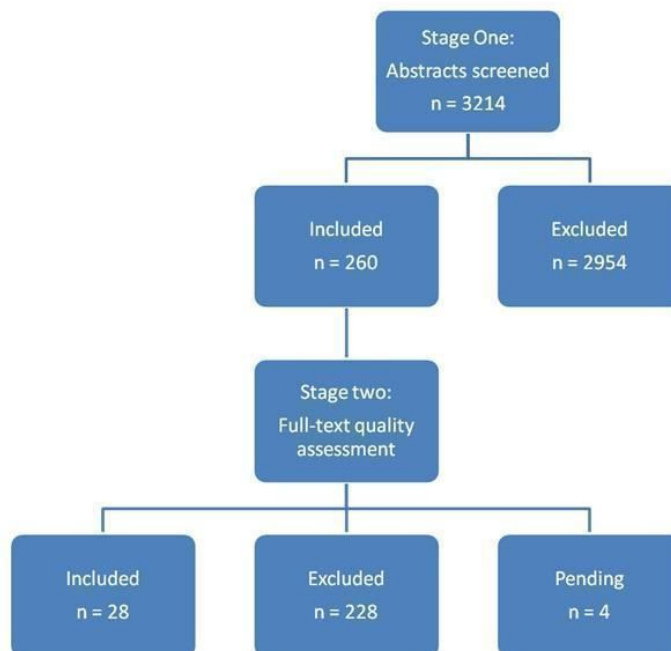 Stage One:
Abstracts screened
n = 3214
Included
n = 260
Excluded
n = 2954
Stage two:
Full-text quality
assessment
Included
n = 28
Excluded
n = 228
Pending
n = 4